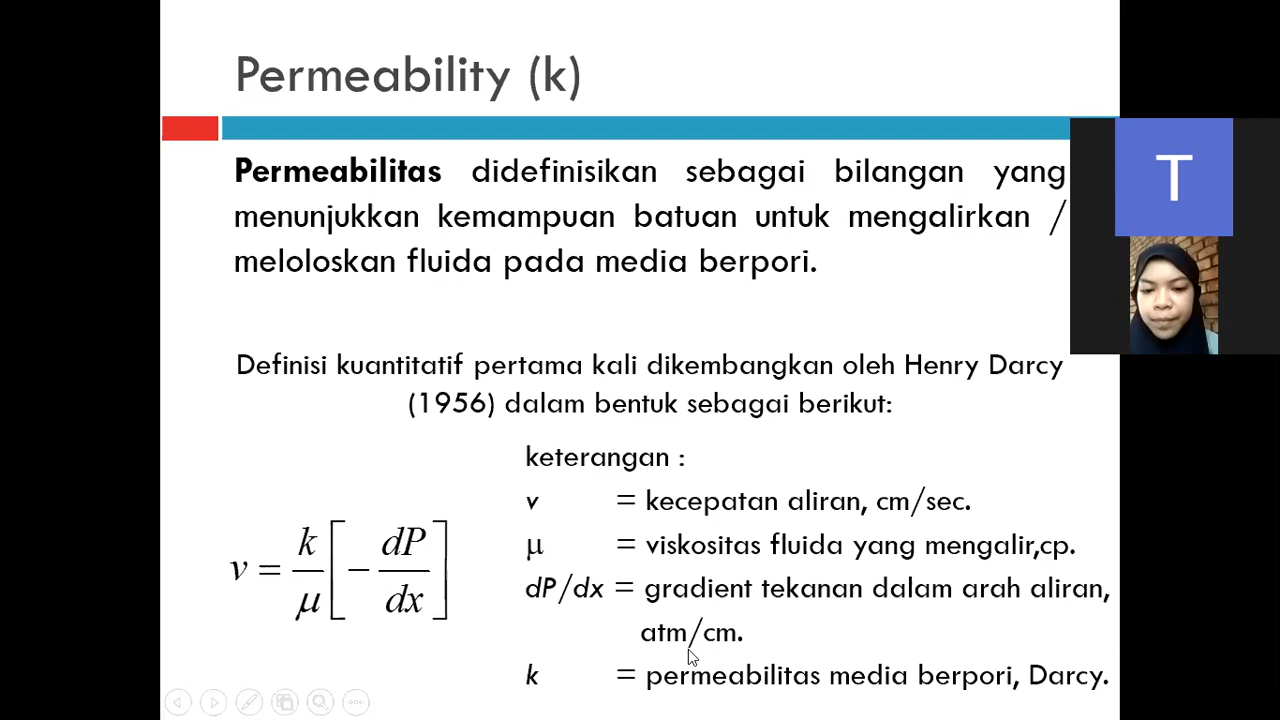 Permeability (k)
Permeabilitas didefinisikan sebagai bilangan yang
menunjukkan kemampuan batuan untuk mengalirkan /
meloloskan fluida pada media berpori.
Definisi kuantitatif pertama kali dikembangkan oleh Henry Darcy
(1956) dalam bentuk sebagai berikut:
v = k/μ [ − dP/dx ]
keterangan :
v = kecepatan aliran, cm/sec.
μ = viskositas fluida yang mengalir,cp.
dP/dx = gradient tekanan dalam arah aliran,
atm/cm.
k = permeabilitas media berpori, Darcy.
T